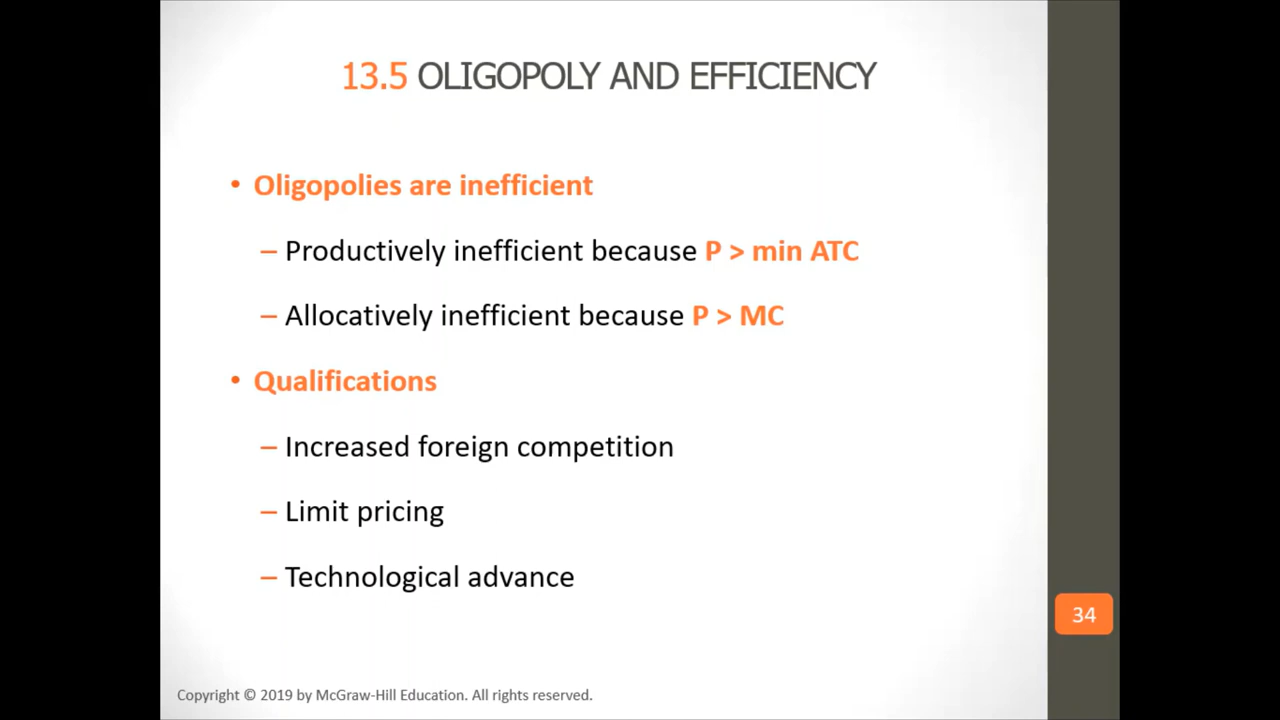 13.5 OLIGOPOLY AND EFFICIENCY
• Oligopolies are inefficient
– Productively inefficient because P > min ATC
– Allocatively inefficient because P > MC
• Qualifications
– Increased foreign competition
– Limit pricing
– Technological advance
34
Copyright © 2019 by McGraw-Hill Education. All rights reserved.